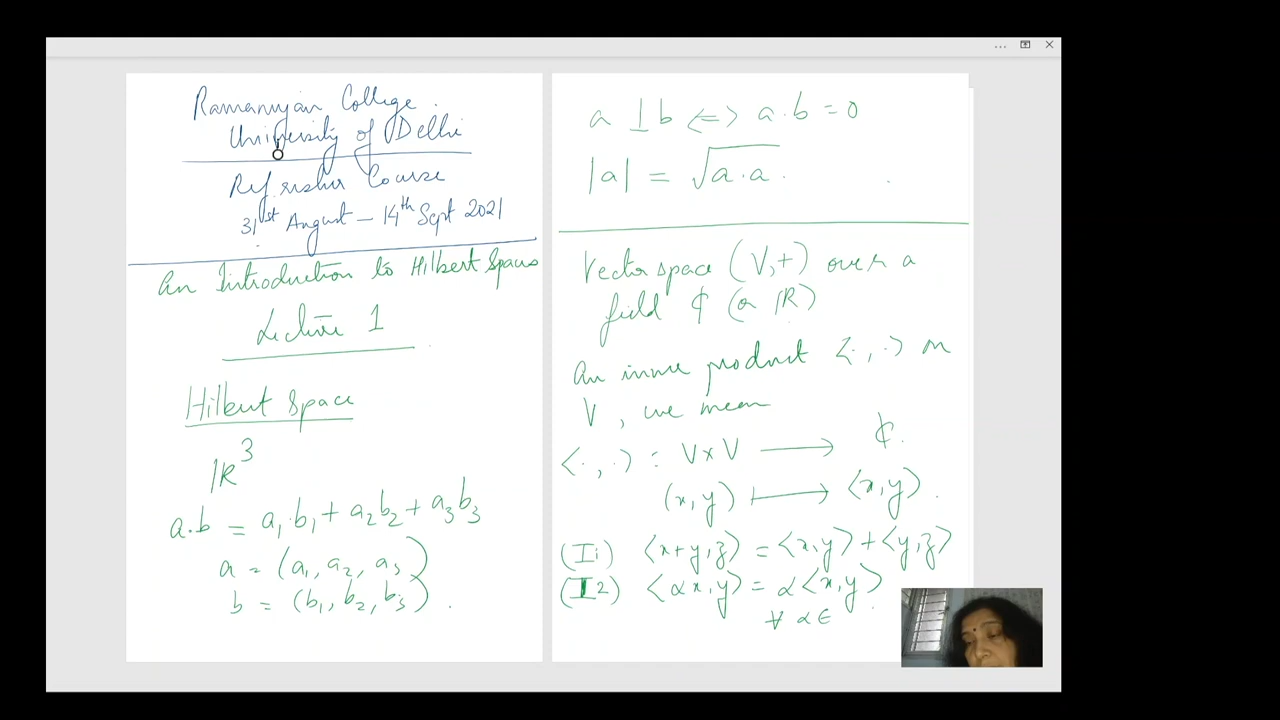 Ramanujan College
University of Delhi
Refresher Course
31st August – 14th Sept 2021
An Introduction to Hilbert Spaces
Lecture 1
Hilbert Space
ℝ³
a.b = a₁.b₁ + a₂b₂ + a₃b₃
a = (a₁, a₂, a₃)
b = (b₁, b₂, b₃)
a ⊥ b ⇔ a.b = 0
|a| = √a.a
Vector space (V,+) over a
field ₵ (or ℝ)
An inner product <.,.> on
V, we mean
<.,.> : V×V ⟶ ₵.
(x,y) ⟼ <x,y>.
(I1) <x+y,z> = <x,y> + <y,z>
(I2) <αx,y> = α<x,y>
∀ α ∈